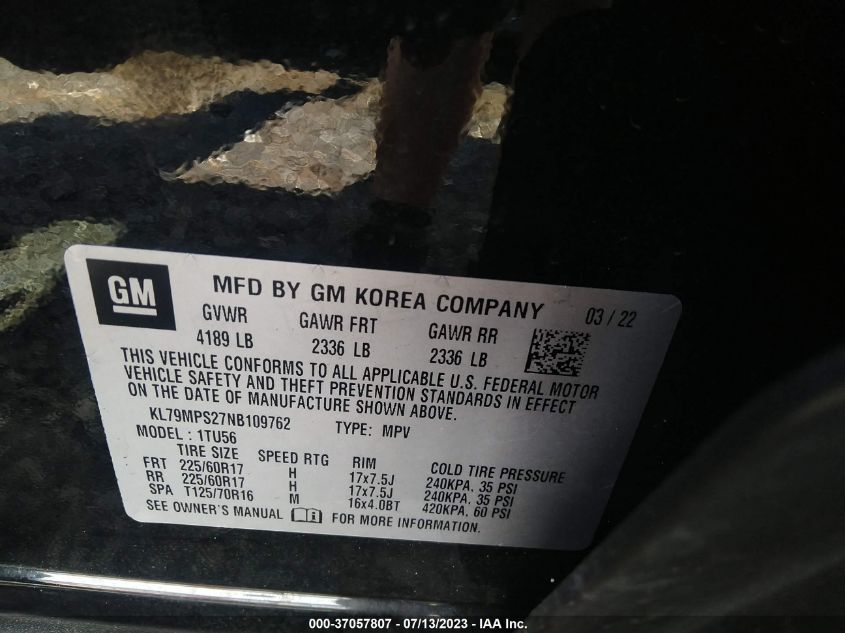 GM MFD BY GM KOREA COMPANY 03 / 22
GVWR GAWR FRT GAWR RR
4189 LB 2336 LB 2336 LB
THIS VEHICLE CONFORMS TO ALL APPLICABLE U.S. FEDERAL MOTOR
VEHICLE SAFETY AND THEFT PREVENTION STANDARDS IN EFFECT
ON THE DATE OF MANUFACTURE SHOWN ABOVE.
KL79MPS27NB109762 TYPE: MPV
MODEL : 1TU56
TIRE SIZE SPEED RTG RIM COLD TIRE PRESSURE
FRT 225/60R17 H 17x7.5J 240KPA. 35 PSI
RR 225/60R17 H 17x7.5J 240KPA. 35 PSI
SPA T125/70R16 M 16x4.0BT 420KPA. 60 PSI
SEE OWNER'S MANUAL FOR MORE INFORMATION.
000-37057807 - 07/13/2023 - IAA Inc.